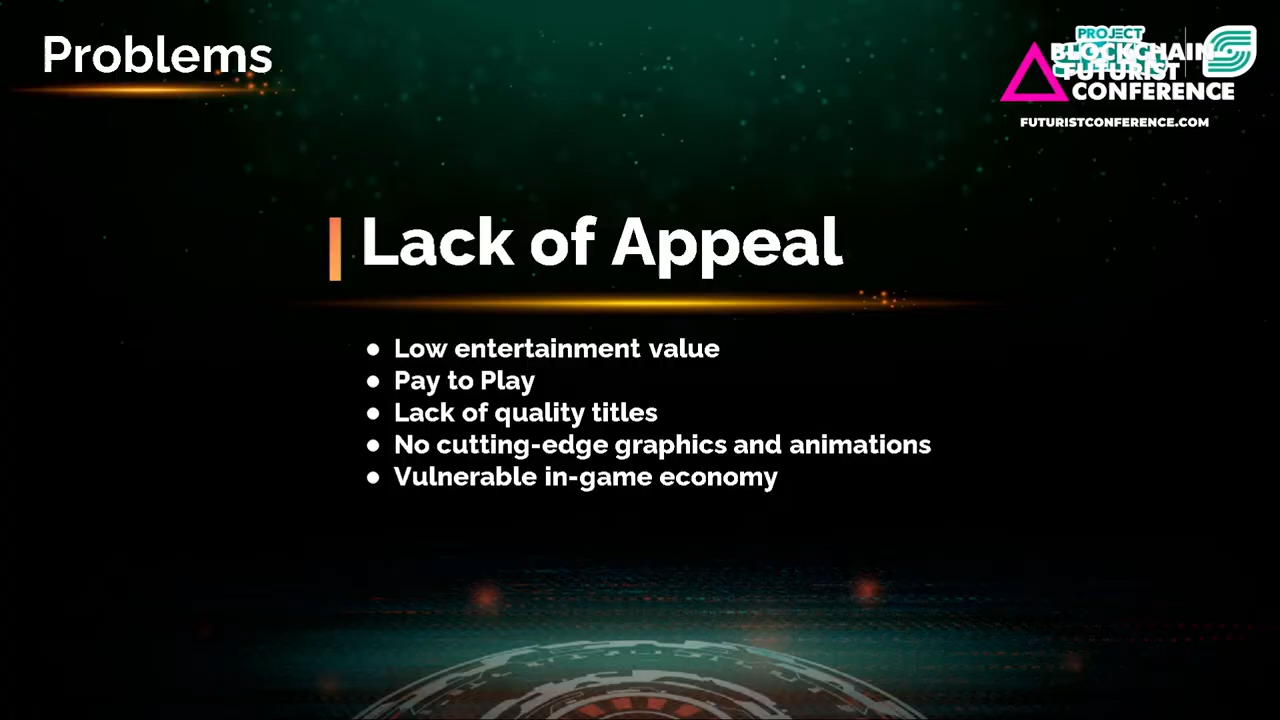 Problems
PROJECT
BLOCKCHAIN
FUTURIST
CONFERENCE
FUTURISTCONFERENCE.COM
Lack of Appeal
● Low entertainment value
● Pay to Play
● Lack of quality titles
● No cutting-edge graphics and animations
● Vulnerable in-game economy